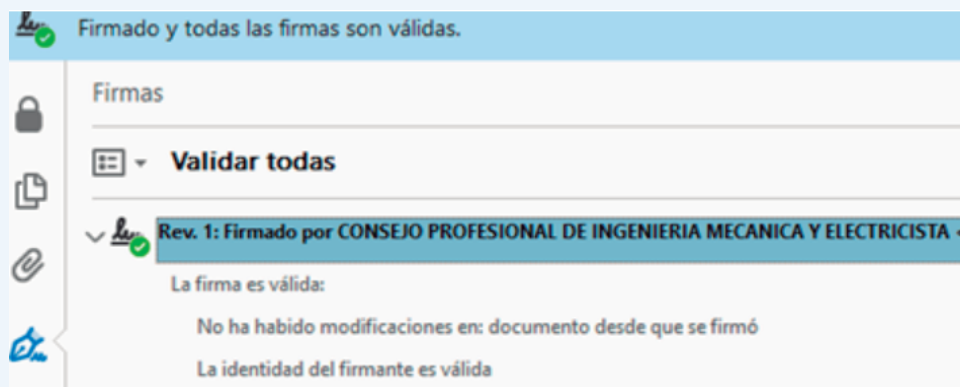 Firmado y todas las firmas son válidas.
Firmas
Validar todas
Rev. 1: Firmado por CONSEJO PROFESIONAL DE INGENIERIA MECANICA Y ELECTRICISTA <
La firma es válida:
No ha habido modificaciones en: documento desde que se firmó
La identidad del firmante es válida